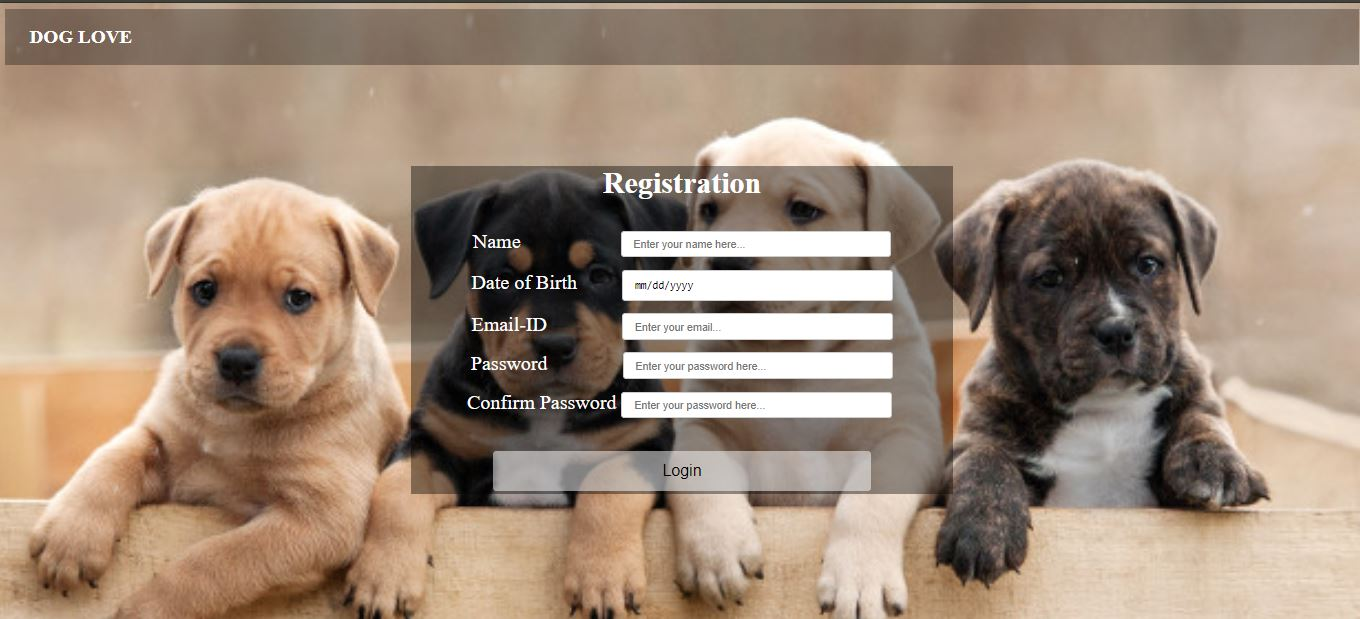 DOG LOVE
Registration
Name Enter your name here...
Date of Birth mm/dd/yyyy
Email-ID Enter your email...
Password Enter your password here...
Confirm Password Enter your password here...
Login